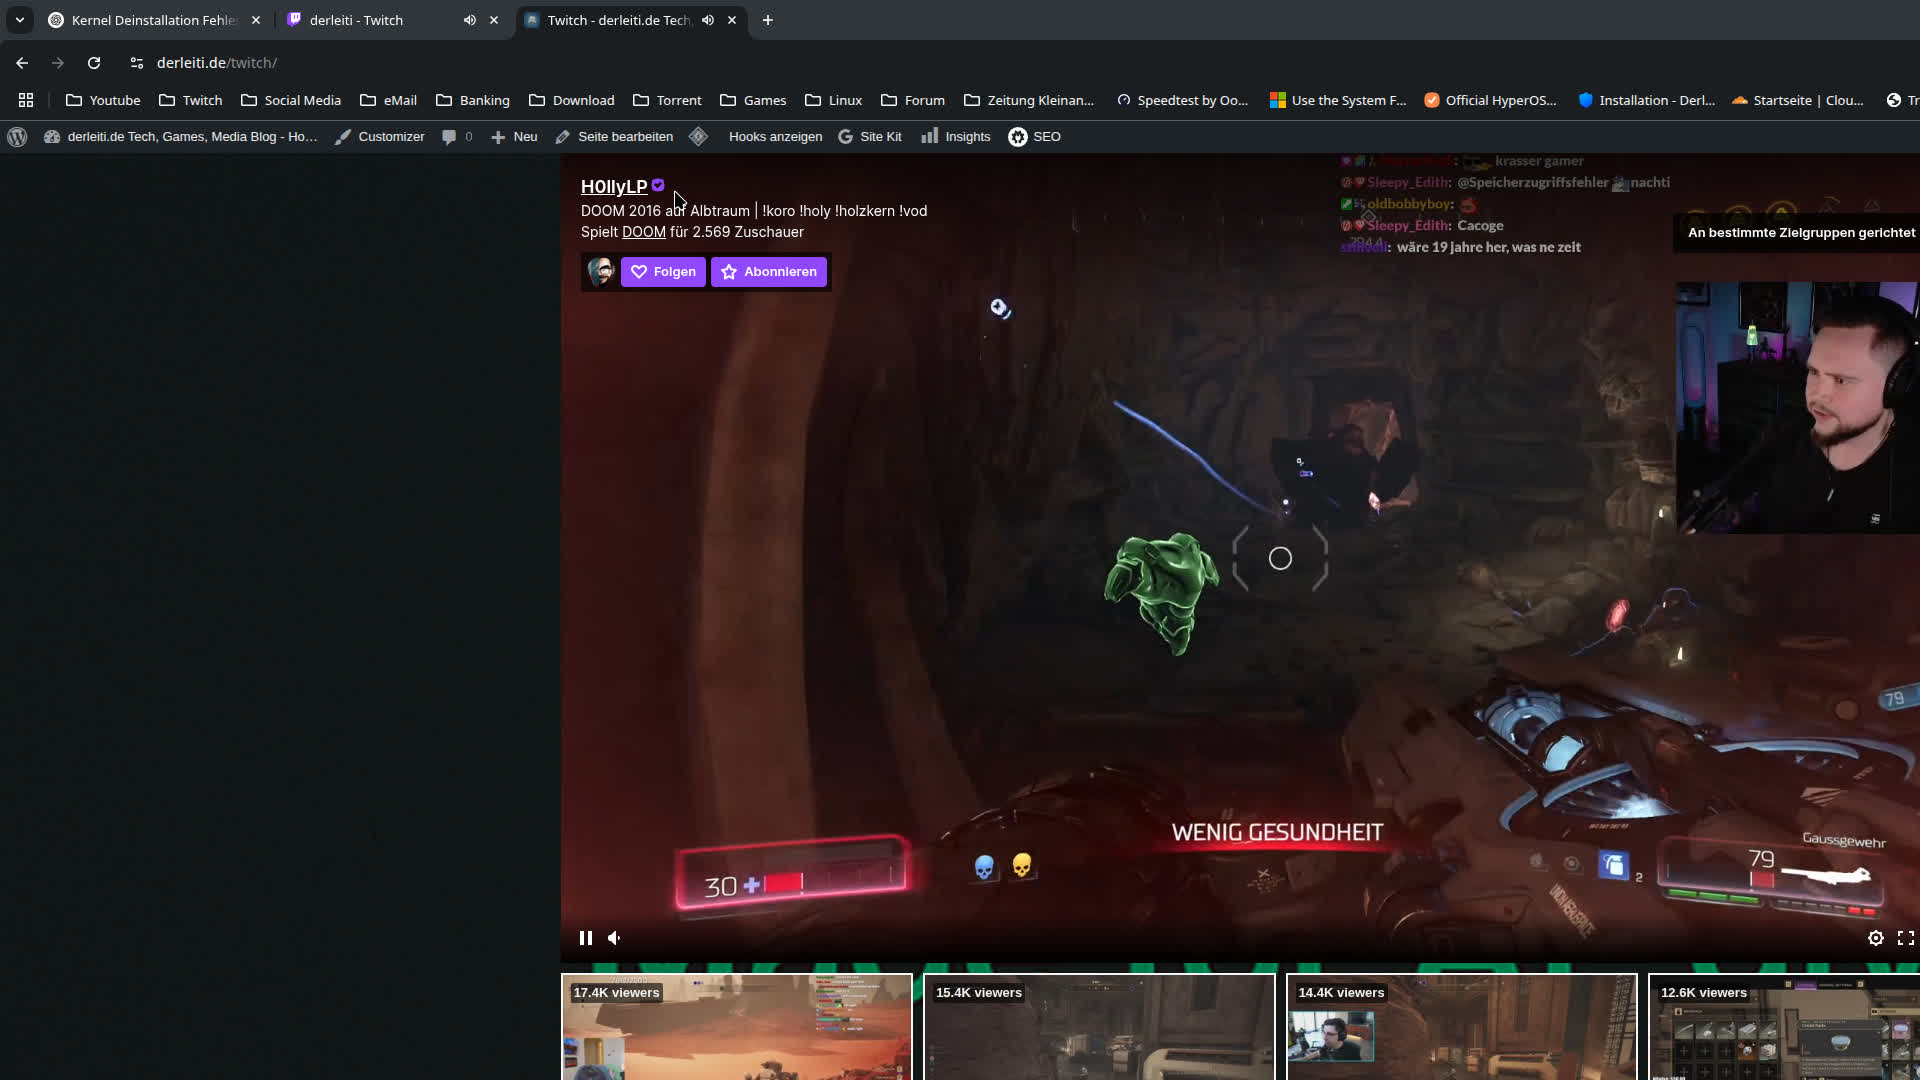 Kernel Deinstallation Fehle
derleiti - Twitch
Twitch - derleiti.de Tech,
derleiti.de/twitch/
Youtube
Twitch
Social Media
eMail
Banking
Download
Torrent
Games
Linux
Forum
Zeitung Kleinan...
Speedtest by Oo...
Use the System F...
Official HyperOS...
Installation - Derl...
Startseite | Clou...
Tr
derleiti.de Tech, Games, Media Blog - Ho...
Customizer
0
Neu
Seite bearbeiten
Hooks anzeigen
Site Kit
Insights
SEO
H0llyLP
DOOM 2016 auf Albtraum | !koro !holy !holzkern !vod
Spielt DOOM für 2.569 Zuschauer
Folgen
Abonnieren
: krasser gamer
Sleepy_Edith: @Speicherzugriffsfehler nachti
oldbobbyboy:
Sleepy_Edith: Cacoge
: wäre 19 jahre her, was ne zeit
An bestimmte Zielgruppen gerichtet
79
WENIG GESUNDHEIT
30
2
Gaussgewehr
79
17.4K viewers
15.4K viewers
14.4K viewers
12.6K viewers